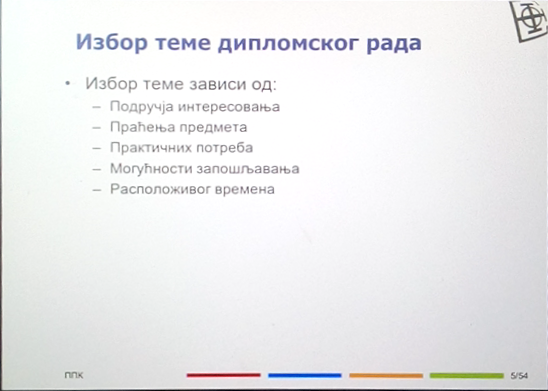 Избор теме дипломског рада
• Избор теме зависи од:
– Подручја интересовања
– Праћења предмета
– Практичних потреба
– Могућности запошљавања
– Расположивог времена
ППК
5/54